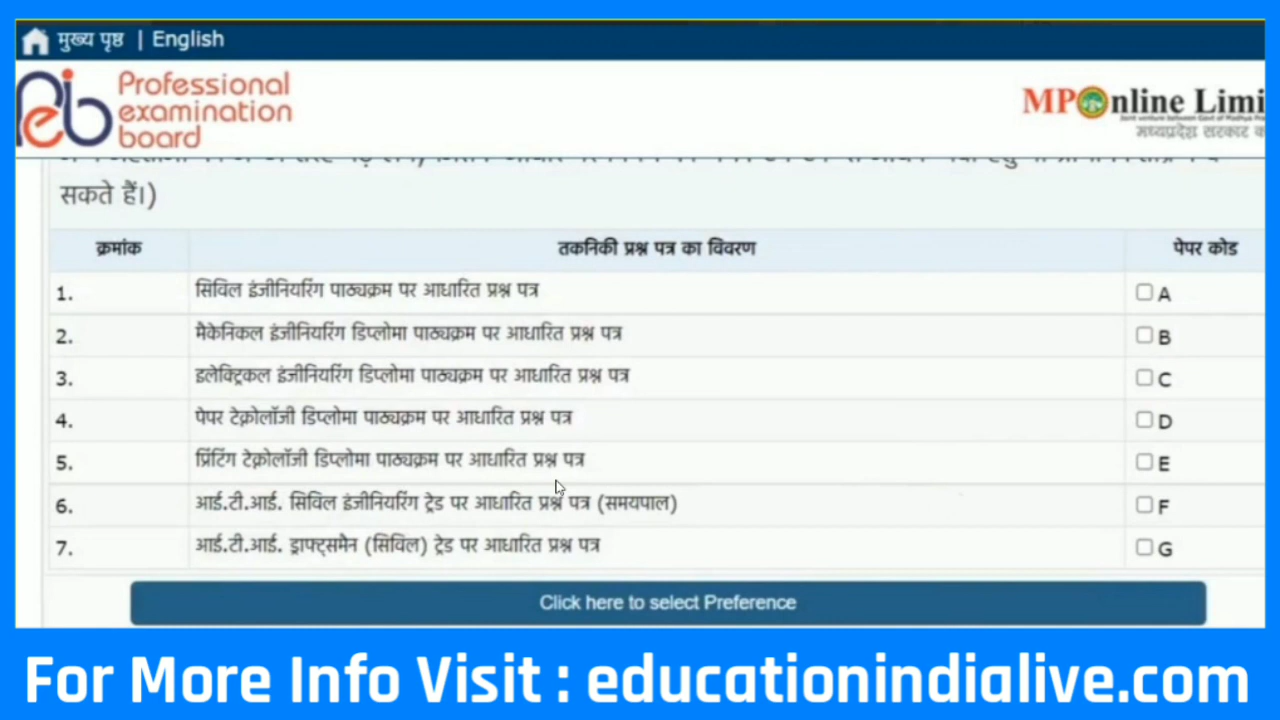 मुख्य पृष्ठ | English
Professional
examination
board
MPOnline Limi
मध्यप्रदेश सरकार
सकते हैं।)
क्रमांक तकनिकी प्रश्न पत्र का विवरण पेपर कोड
1. सिविल इंजीनियरिंग पाठ्यक्रम पर आधारित प्रश्न पत्र A
2. मैकेनिकल इंजीनियरिंग डिप्लोमा पाठ्यक्रम पर आधारित प्रश्न पत्र B
3. इलेक्ट्रिकल इंजीनियरिंग डिप्लोमा पाठ्यक्रम पर आधारित प्रश्न पत्र C
4. पेपर टेक्नोलॉजी डिप्लोमा पाठ्यक्रम पर आधारित प्रश्न पत्र D
5. प्रिंटिंग टेक्नोलॉजी डिप्लोमा पाठ्यक्रम पर आधारित प्रश्न पत्र E
6. आई.टी.आई. सिविल इंजीनियरिंग ट्रेड पर आधारित प्रश्न पत्र (समयपाल) F
7. आई.टी.आई. ड्राफ्ट्समैन (सिविल) ट्रेड पर आधारित प्रश्न पत्र G
Click here to select Preference
For More Info Visit : educationindialive.com